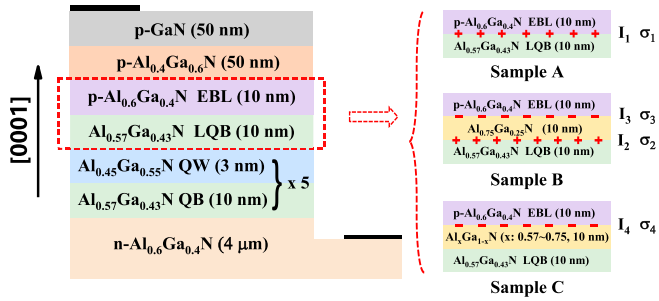 p-GaN (50 nm)
p-Al₀.₄Ga₀.₆N (50 nm)
p-Al₀.₆Ga₀.₄N EBL (10 nm)
Al₀.₅₇Ga₀.₄₃N LQB (10 nm)
Al₀.₄₅Ga₀.₅₅N QW (3 nm)
Al₀.₅₇Ga₀.₄₃N QB (10 nm)
x 5
n-Al₀.₆Ga₀.₄N (4 μm)
[0001]
p-Al₀.₆Ga₀.₄N EBL (10 nm)
+ + + + + + +
I₁ σ₁
Al₀.₅₇Ga₀.₄₃N LQB (10 nm)
Sample A
p-Al₀.₆Ga₀.₄N EBL (10 nm)
I₃ σ₃
Al₀.₇₅Ga₀.₂₅N (10 nm)
+ + + + + + + +
I₂ σ₂
Al₀.₅₇Ga₀.₄₃N LQB (10 nm)
Sample B
p-Al₀.₆Ga₀.₄N EBL (10 nm)
I₄ σ₄
AlₓGa₁₋ₓN (x: 0.57~0.75, 10 nm)
Al₀.₅₇Ga₀.₄₃N LQB (10 nm)
Sample C